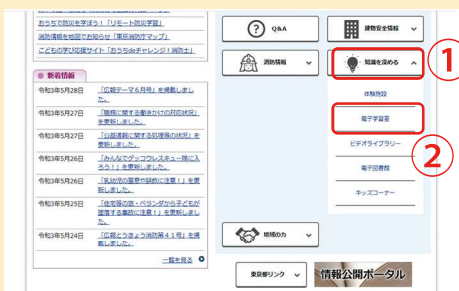 おうちで防災を学ぼう！「リモート防災学習」
消防情報を地図でお知らせ「東京消防マップ」
こどもの学び応援サイト「おうちdeチャレンジ！消防士」
新着情報
令和3年5月28日 「広報テーマ６月号」を掲載しました。
令和3年5月27日 「職務に関する働きかけの対応状況」を更新しました。
令和3年5月27日 「公益通報に関する処理等の状況」を更新しました。
令和3年5月26日 「みんなでゲッコウレスキュー隊に入ろう！」を更新しました。
令和3年5月26日 「乳幼児の窒息や誤飲に注意！」を更新しました。
令和3年5月25日 「住宅等の窓・ベランダから子どもが墜落する事故に注意！」を更新しました。
令和3年5月24日 「広報とうきょう消防第４１号」を掲載しました。
一覧を見る
Q&A
建物安全情報
消防情報
知識を深める
①
体験施設
電子学習室
②
ビデオライブラリー
電子図書館
キッズコーナー
地域の力
東京都リンク
情報公開ポータル